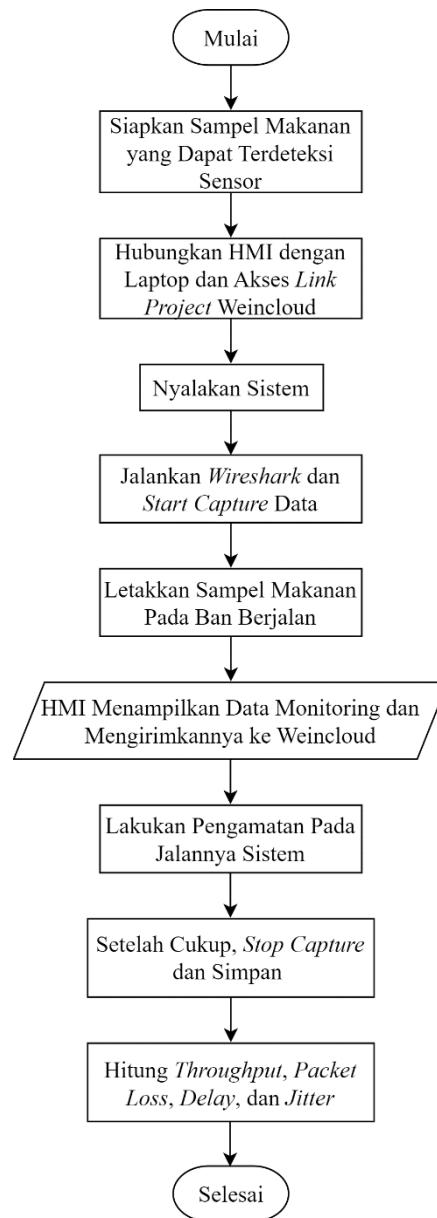 Mulai
Siapkan Sampel Makanan
yang Dapat Terdeteksi
Sensor
Hubungkan HMI dengan
Laptop dan Akses Link
Project Weincloud
Nyalakan Sistem
Jalankan Wireshark dan
Start Capture Data
Letakkan Sampel Makanan
Pada Ban Berjalan
HMI Menampilkan Data Monitoring dan
Mengirimkannya ke Weincloud
Lakukan Pengamatan Pada
Jalannya Sistem
Setelah Cukup, Stop Capture
dan Simpan
Hitung Throughput, Packet
Loss, Delay, dan Jitter
Selesai